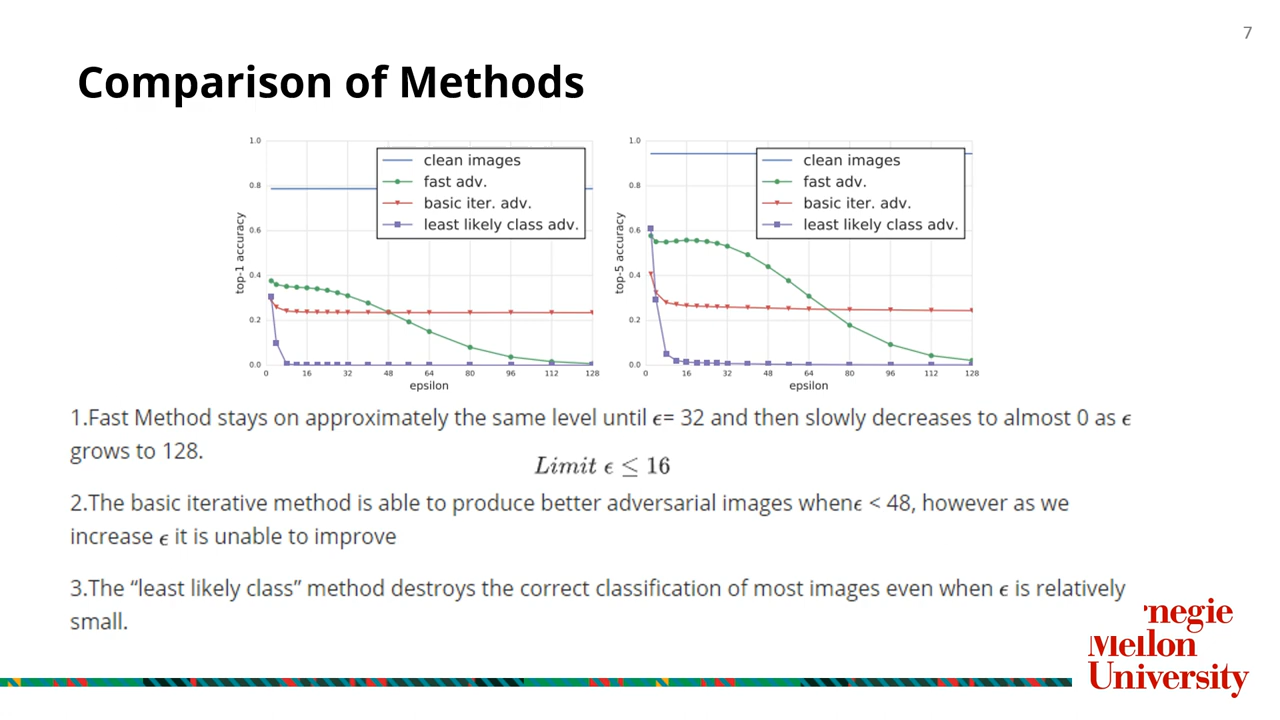 7
Comparison of Methods
1.0
0.8
0.6
0.4
0.2
0.0
top-1 accuracy
clean images
fast adv.
basic iter. adv.
least likely class adv.
0 16 32 48 64 80 96 112 128
epsilon
1.0
0.8
0.6
0.4
0.2
0.0
top-5 accuracy
clean images
fast adv.
basic iter. adv.
least likely class adv.
0 16 32 48 64 80 96 112 128
epsilon
1.Fast Method stays on approximately the same level until ϵ= 32 and then slowly decreases to almost 0 as ϵ
grows to 128.
Limit ϵ ≤ 16
2.The basic iterative method is able to produce better adversarial images whenϵ < 48, however as we
increase ϵ it is unable to improve
3.The “least likely class” method destroys the correct classification of most images even when ϵ is relatively
small.
negie
Mellon
University